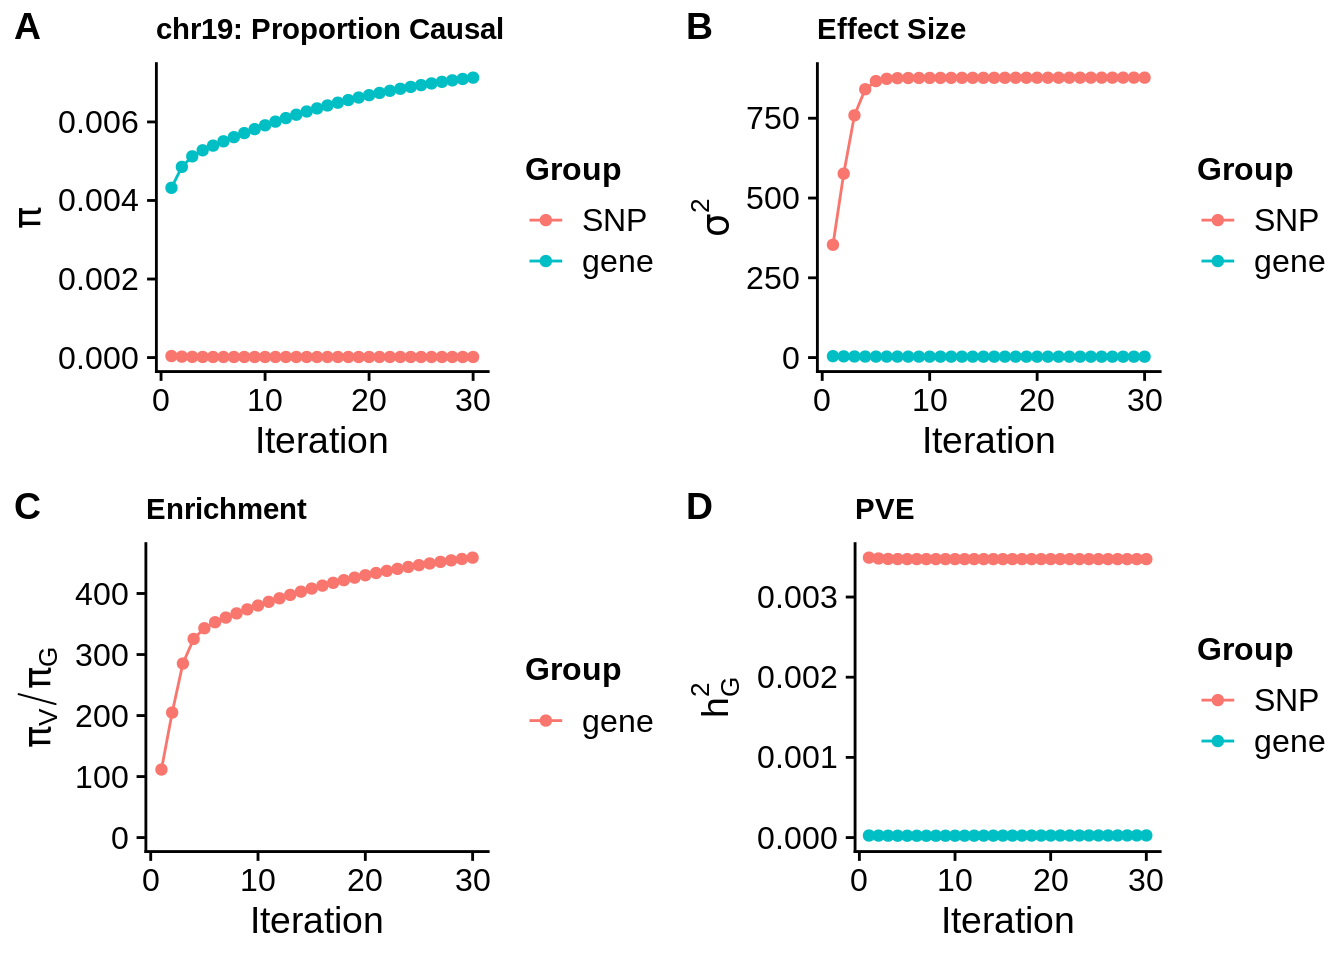 A
chr19: Proportion Causal
π
0.006
0.004
0.002
0.000
0 10 20 30
Iteration
Group
SNP
gene
B
Effect Size
σ²
750
500
250
0
0 10 20 30
Iteration
Group
SNP
gene
C
Enrichment
πV/πG
400
300
200
100
0
0 10 20 30
Iteration
Group
gene
D
PVE
h²G
0.003
0.002
0.001
0.000
0 10 20 30
Iteration
Group
SNP
gene